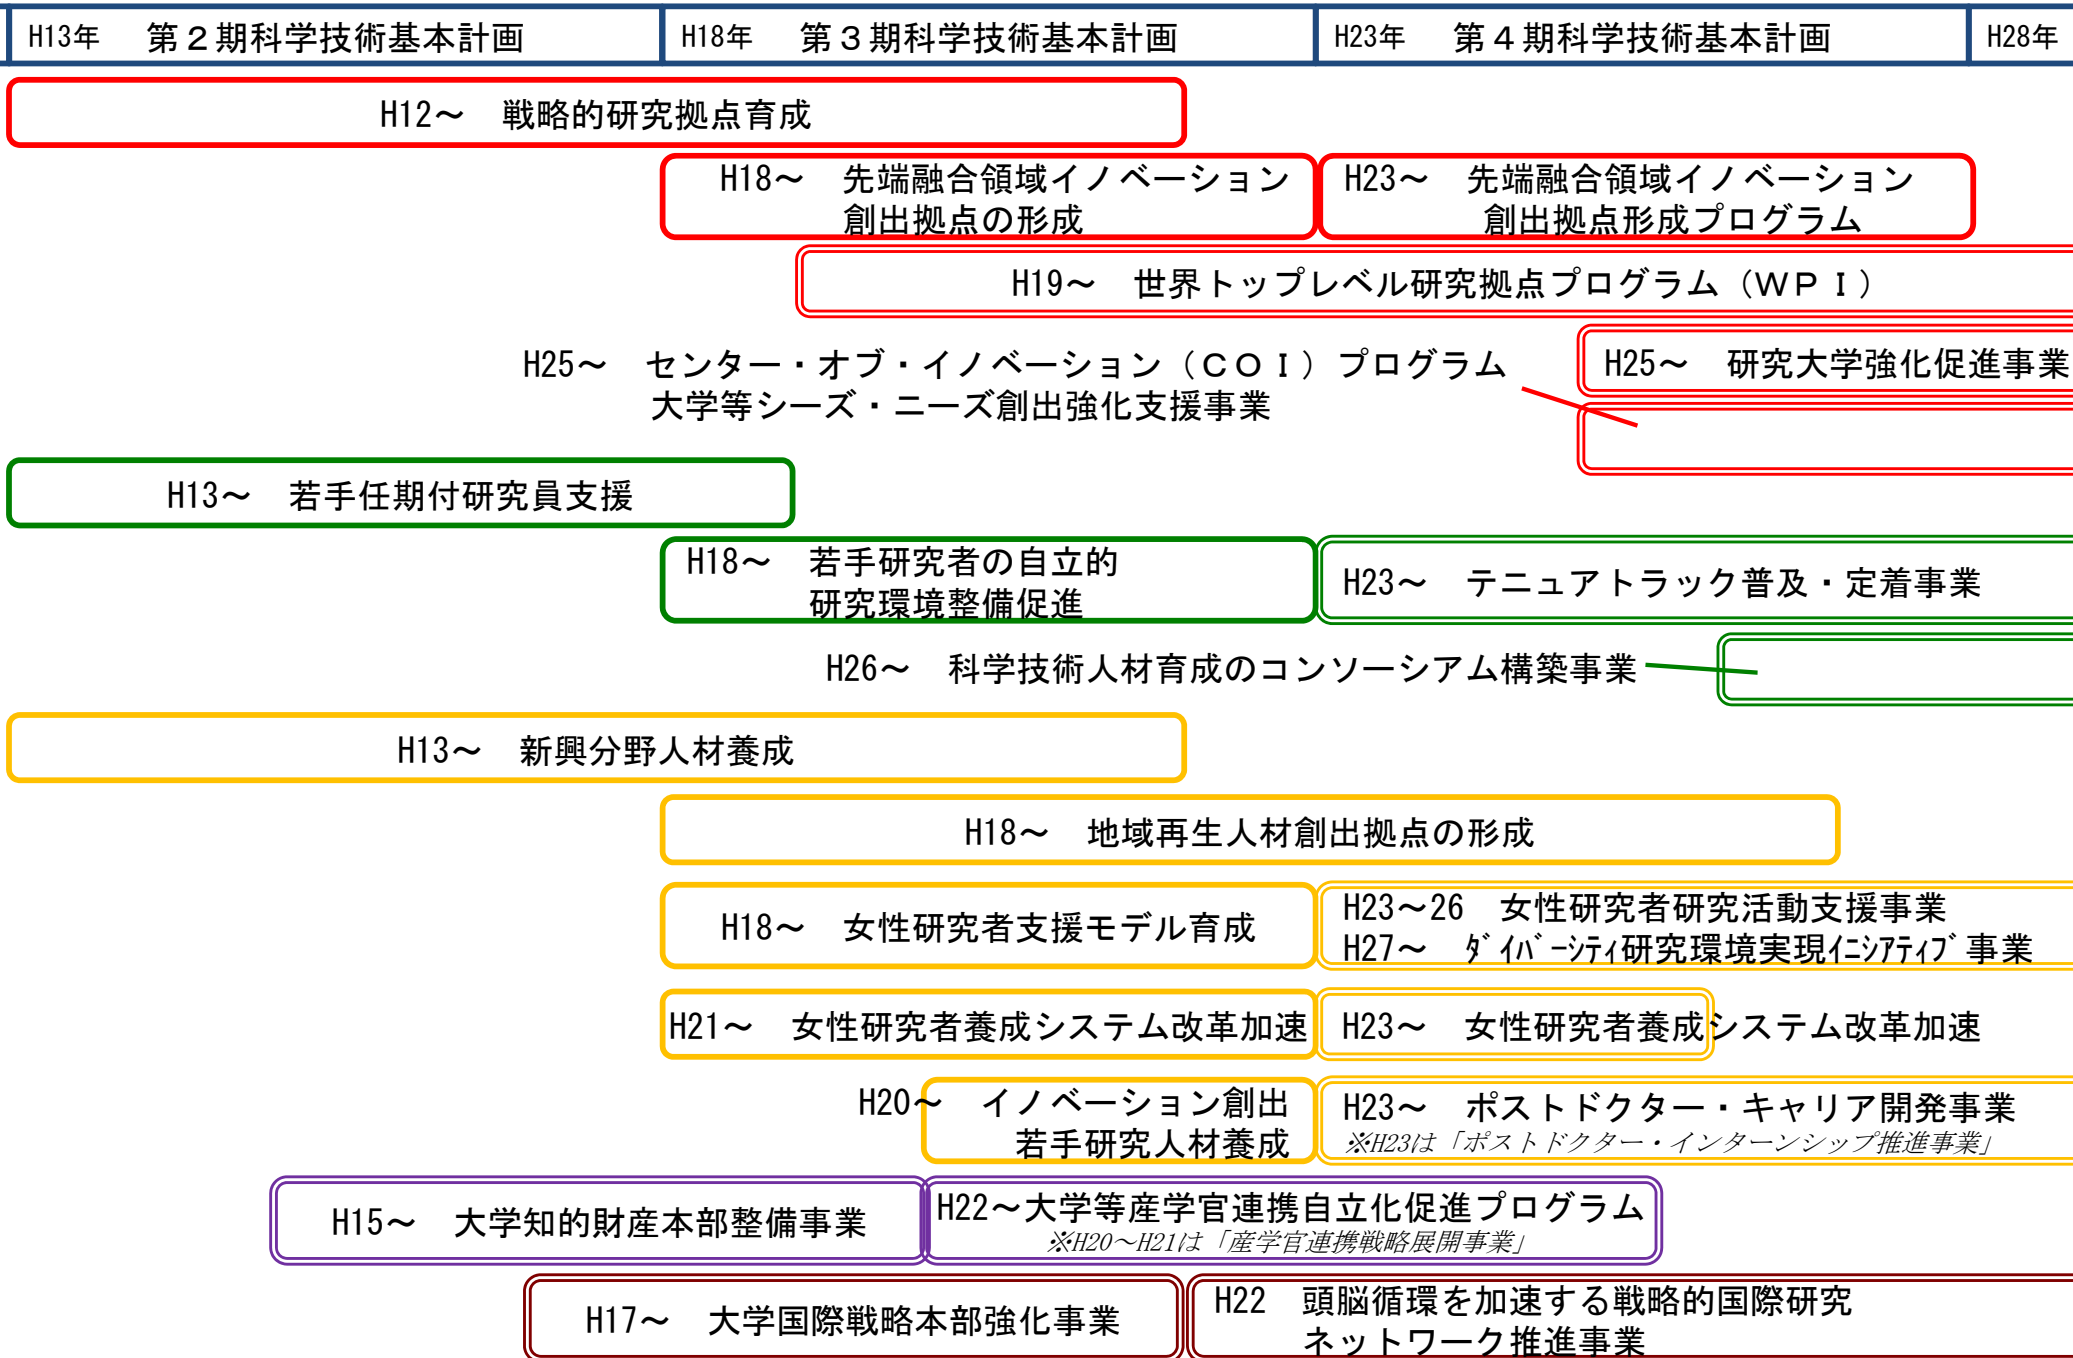 H13年　第２期科学技術基本計画
H18年　第３期科学技術基本計画
H23年　第４期科学技術基本計画
H28年
H12～　戦略的研究拠点育成
H18～　先端融合領域イノベーション
創出拠点の形成
H23～　先端融合領域イノベーション
創出拠点形成プログラム
H19～　世界トップレベル研究拠点プログラム（ＷＰＩ）
H25～　センター・オブ・イノベーション（ＣＯＩ）プログラム
大学等シーズ・ニーズ創出強化支援事業
H25～　研究大学強化促進事業
H13～　若手任期付研究員支援
H18～　若手研究者の自立的
研究環境整備促進
H23～　テニュアトラック普及・定着事業
H26～　科学技術人材育成のコンソーシアム構築事業
H13～　新興分野人材養成
H18～　地域再生人材創出拠点の形成
H18～　女性研究者支援モデル育成
H23～26　女性研究者研究活動支援事業
H27～　ﾀﾞｲﾊﾞｰｼﾃｨ研究環境実現ｲﾆｼｱﾃｨﾌﾞ事業
H21～　女性研究者養成システム改革加速
H23～　女性研究者養成システム改革加速
H20～　イノベーション創出
若手研究人材養成
H23～　ポストドクター・キャリア開発事業
※H23は「ポストドクター・インターンシップ推進事業」
H15～　大学知的財産本部整備事業
H22～大学等産学官連携自立化促進プログラム
※H20～H21は「産学官連携戦略展開事業」
H17～　大学国際戦略本部強化事業
H22　頭脳循環を加速する戦略的国際研究
ネットワーク推進事業